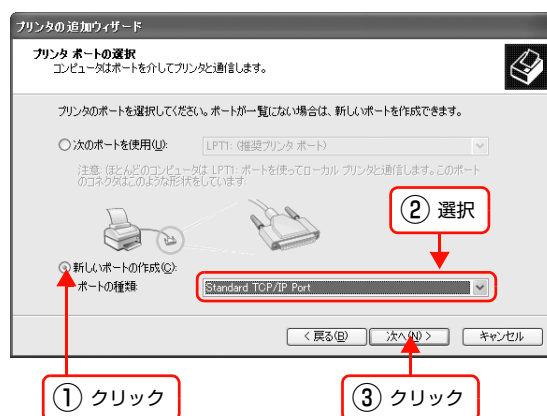 プリンタの追加ウィザード
プリンタ ポートの選択
コンピュータはポートを介してプリンタと通信します。
プリンタのポートを選択してください。ポートが一覧にない場合は、新しいポートを作成できます。
次のポートを使用(U):
LPT1: (推奨プリンタ ポート)
注意: ほとんどのコンピュータは LPT1: ポートを使ってローカル プリンタと通信します。このポート
のコネクタはこのような形状をしています:
② 選択
新しいポートの作成(C):
ポートの種類:
Standard TCP/IP Port
< 戻る(B)
次へ(N) >
キャンセル
① クリック
③ クリック